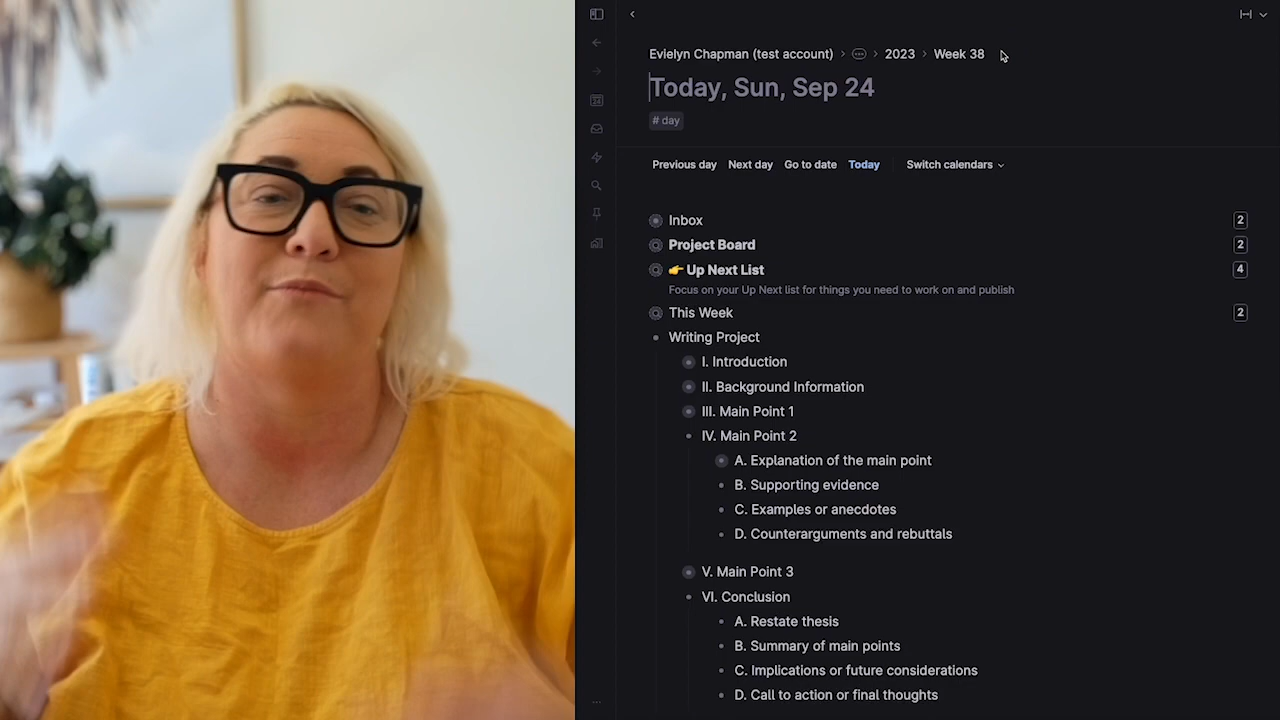 Evielyn Chapman (test account) › ··· › 2023 › Week 38
Today, Sun, Sep 24
# day
Previous day Next day Go to date Today Switch calendars
Inbox 2
Project Board 2
👉 Up Next List 4
Focus on your Up Next list for things you need to work on and publish
This Week 2
Writing Project
I. Introduction
II. Background Information
III. Main Point 1
IV. Main Point 2
A. Explanation of the main point
B. Supporting evidence
C. Examples or anecdotes
D. Counterarguments and rebuttals
V. Main Point 3
VI. Conclusion
A. Restate thesis
B. Summary of main points
C. Implications or future considerations
D. Call to action or final thoughts